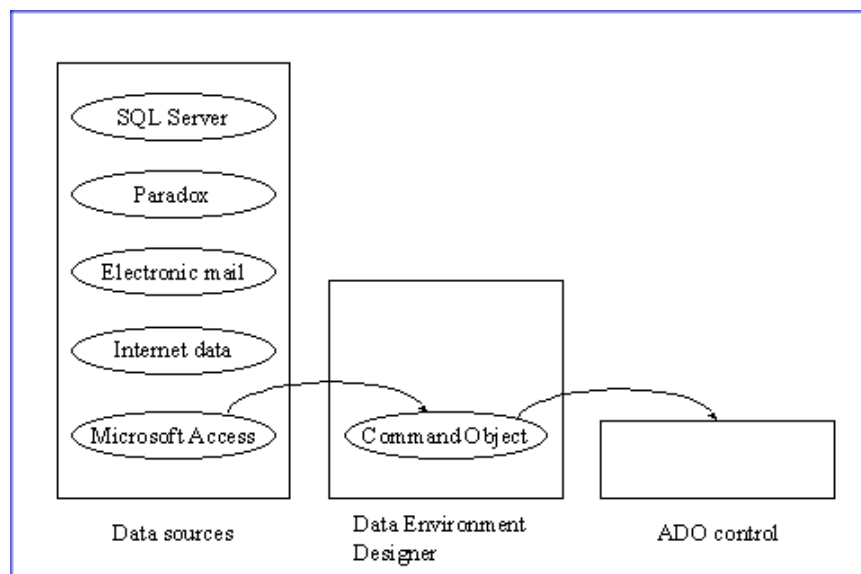 SQL Server
Paradox
Electronic mail
Internet data
Microsoft Access
CommandObject
Data sources
Data Environment
Designer
ADO control